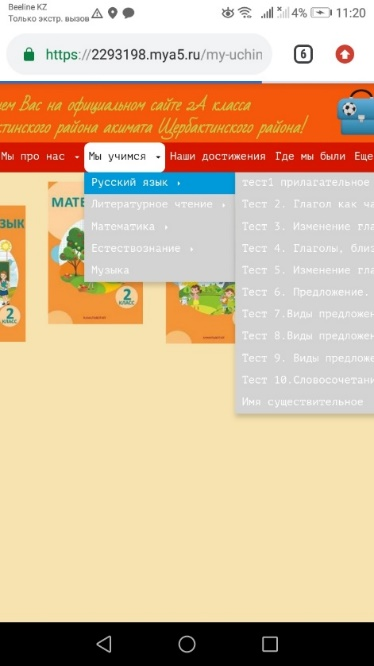 Beeline KZ
Только экстр. вызов
4% 11:20
https://2293198.mya5.ru/my-uchin
6
ем Вас на официальном сайте 2А класса
ктинского района акимата Щербактинского района!
Мы про нас
Мы учимся
Наши достижения
Где мы были
Еще
Русский язык
Литературное чтение
Математика
Естествознание
Музыка
тест1 прилагательное
Тест 2. Глагол как ча
Тест 3. Изменение гла
Тест 4. Глаголы, близ
Тест 5. Изменение гла
Тест 6. Предложение.
Тест 7.Виды предложен
Тест 8.Виды предложен
Тест 9. Виды предложе
Тест 10.Словосочетани
Имя существительное
ЗЫК
МАТЕ
2
КЛАСС
2
КЛАСС
2
КЛАСС